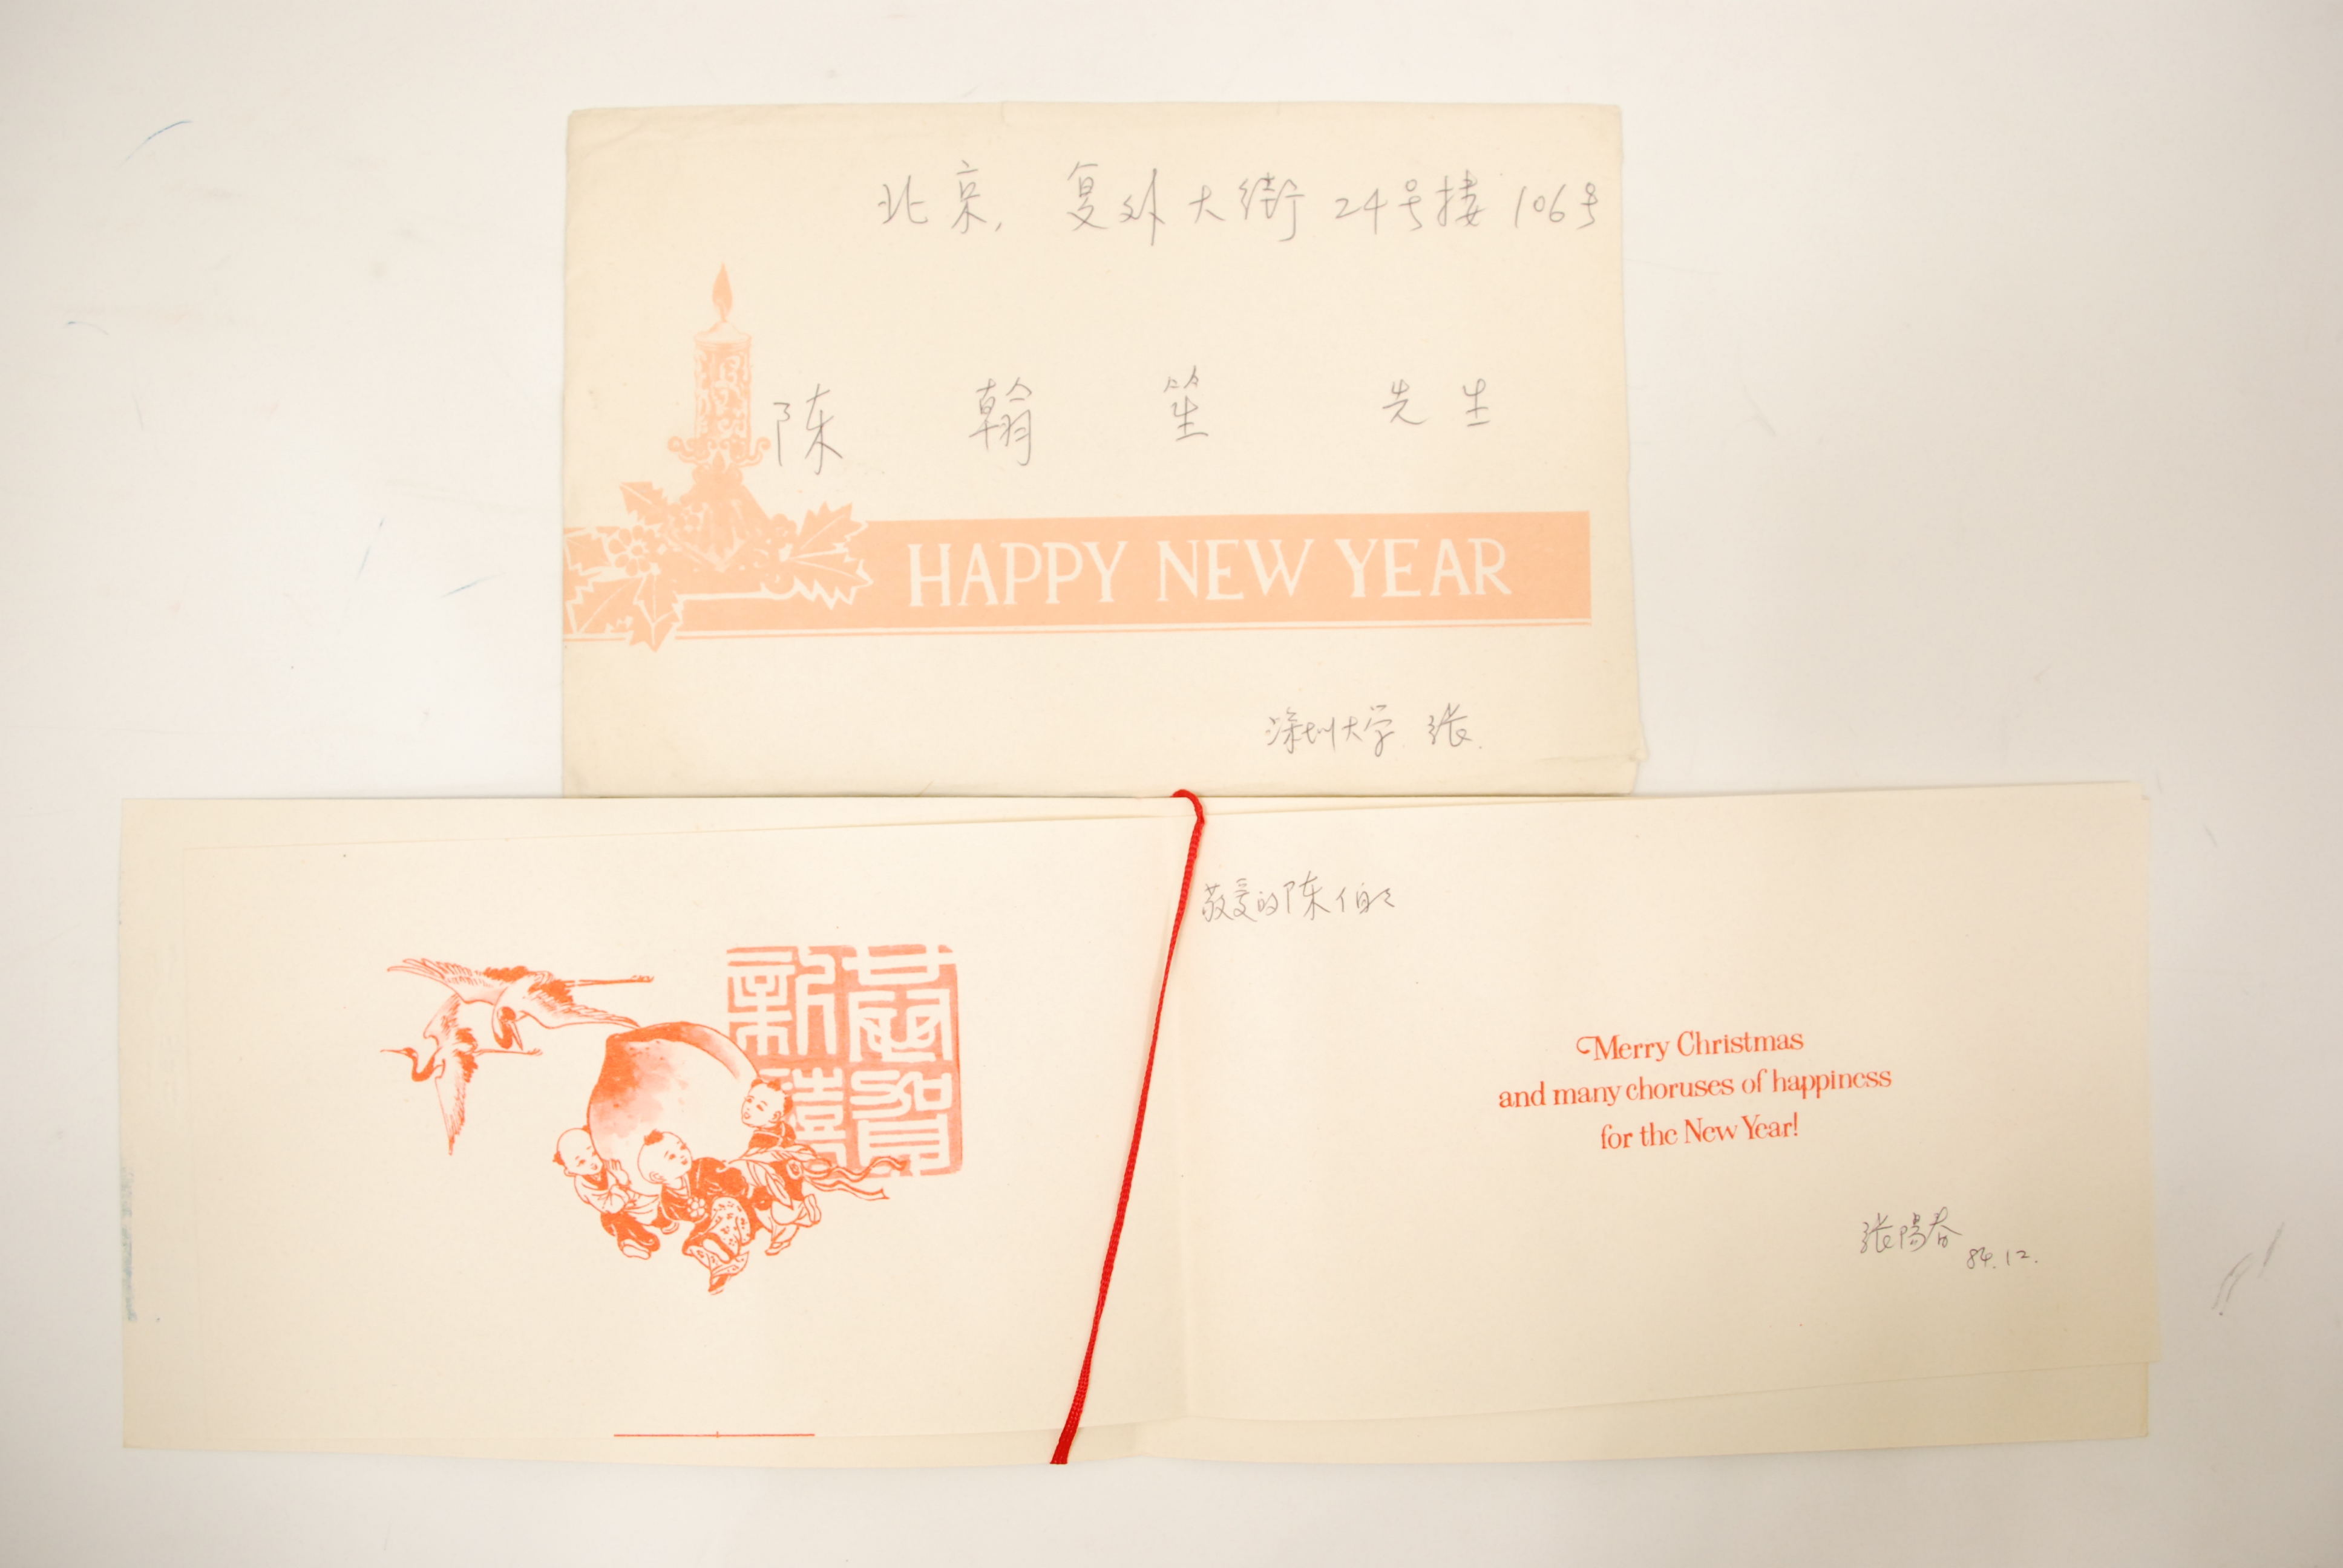 北京, 复外大街 24号楼 106号
陈 翰 笙 先生
HAPPY NEW YEAR
深圳大学 张.
恭賀
新禧
敬爱的陈伯伯
Merry Christmas
and many choruses of happiness
for the New Year!
张陽春
84.12.